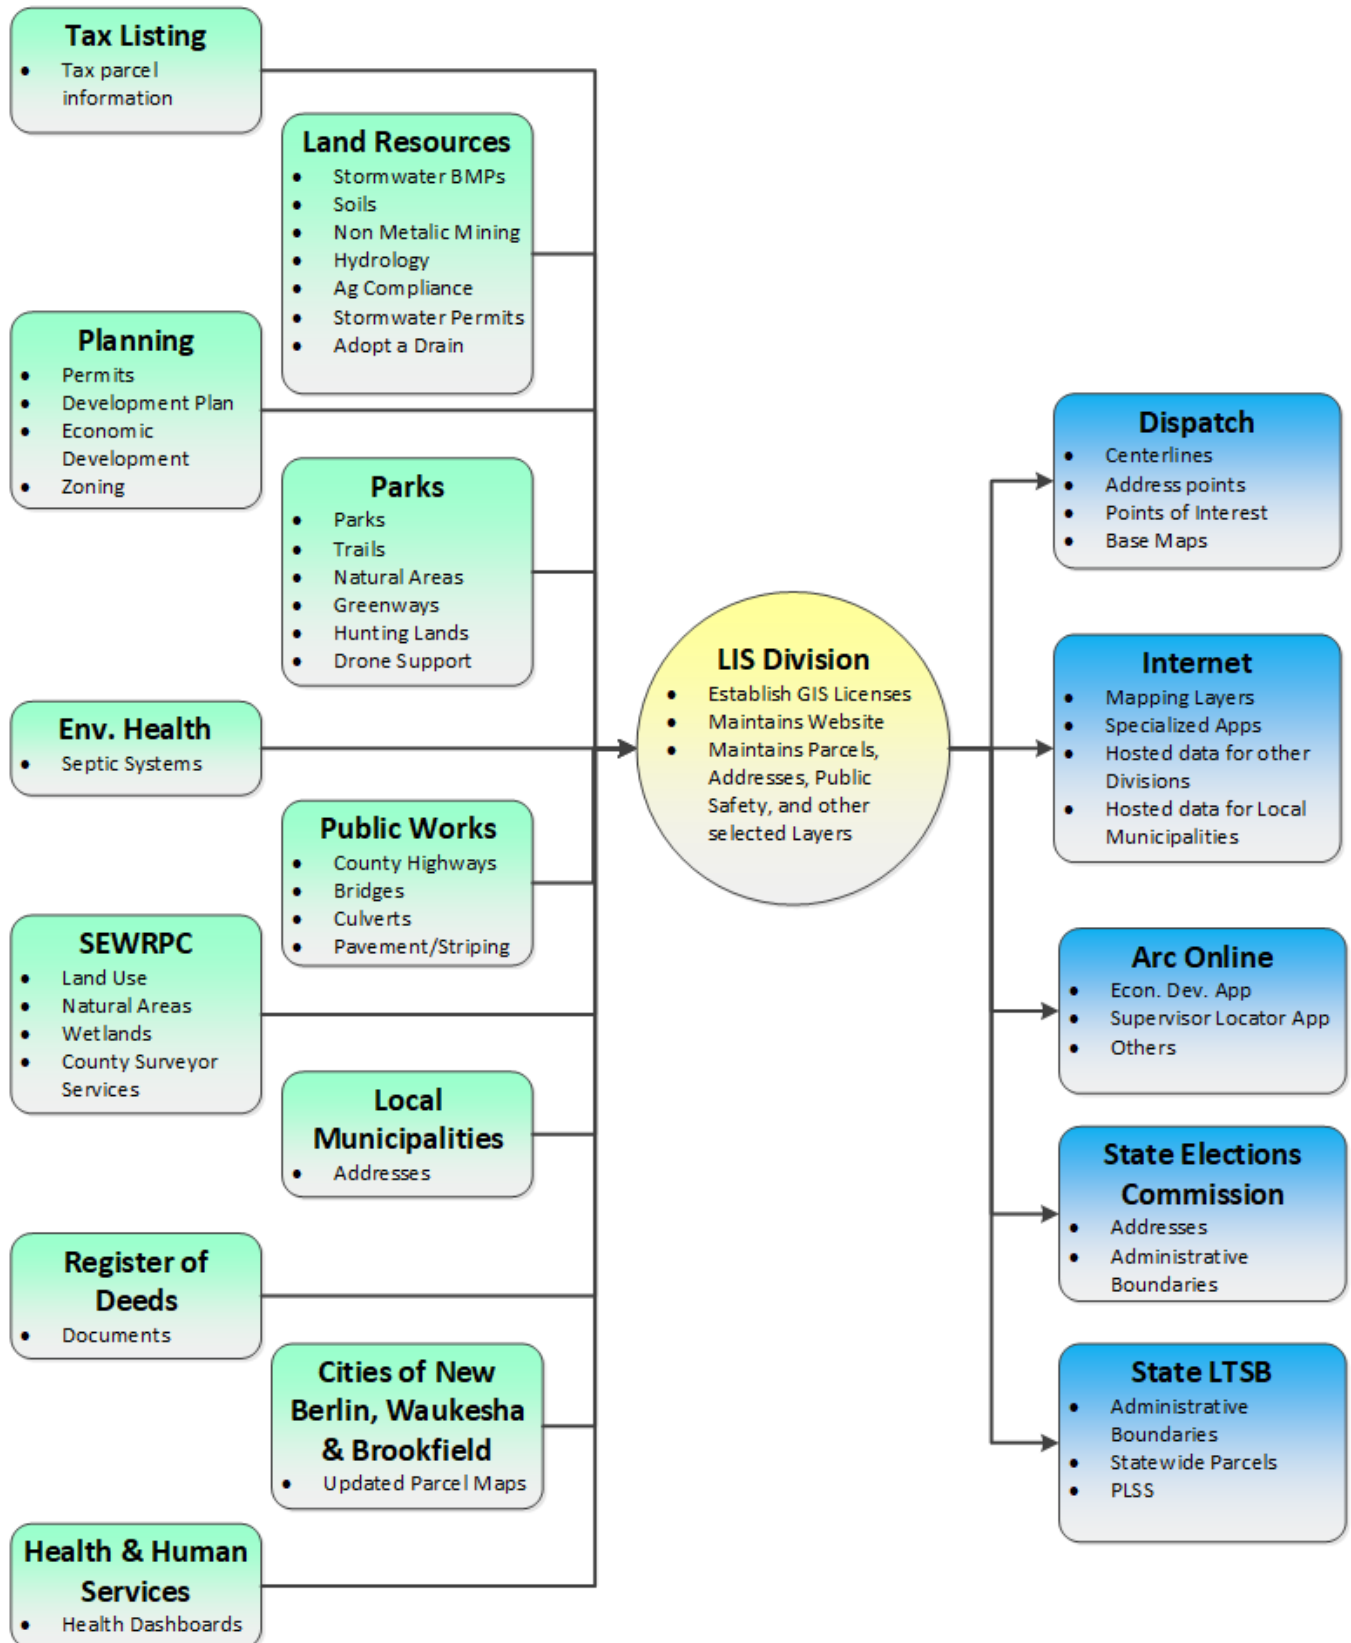 Tax Listing
• Tax parcel
information
Land Resources
• Stormwater BMPs
• Soils
• Non Metalic Mining
• Hydrology
• Ag Compliance
• Stormwater Permits
• Adopt a Drain
Planning
• Permits
• Development Plan
• Economic
Development
• Zoning
Parks
• Parks
• Trails
• Natural Areas
• Greenways
• Hunting Lands
• Drone Support
Env. Health
• Septic Systems
Public Works
• County Highways
• Bridges
• Culverts
• Pavement/Striping
SEWRPC
• Land Use
• Natural Areas
• Wetlands
• County Surveyor
Services
Local
Municipalities
• Addresses
Register of
Deeds
• Documents
Cities of New
Berlin, Waukesha
& Brookfield
• Updated Parcel Maps
Health & Human
Services
• Health Dashboards
LIS Division
• Establish GIS Licenses
• Maintains Website
• Maintains Parcels,
Addresses, Public
Safety, and other
selected Layers
Dispatch
• Centerlines
• Address points
• Points of Interest
• Base Maps
Internet
• Mapping Layers
• Specialized Apps
• Hosted data for other
Divisions
• Hosted data for Local
Municipalities
Arc Online
• Econ. Dev. App
• Supervisor Locator App
• Others
State Elections
Commission
• Addresses
• Administrative
Boundaries
State LTSB
• Administrative
Boundaries
• Statewide Parcels
• PLSS